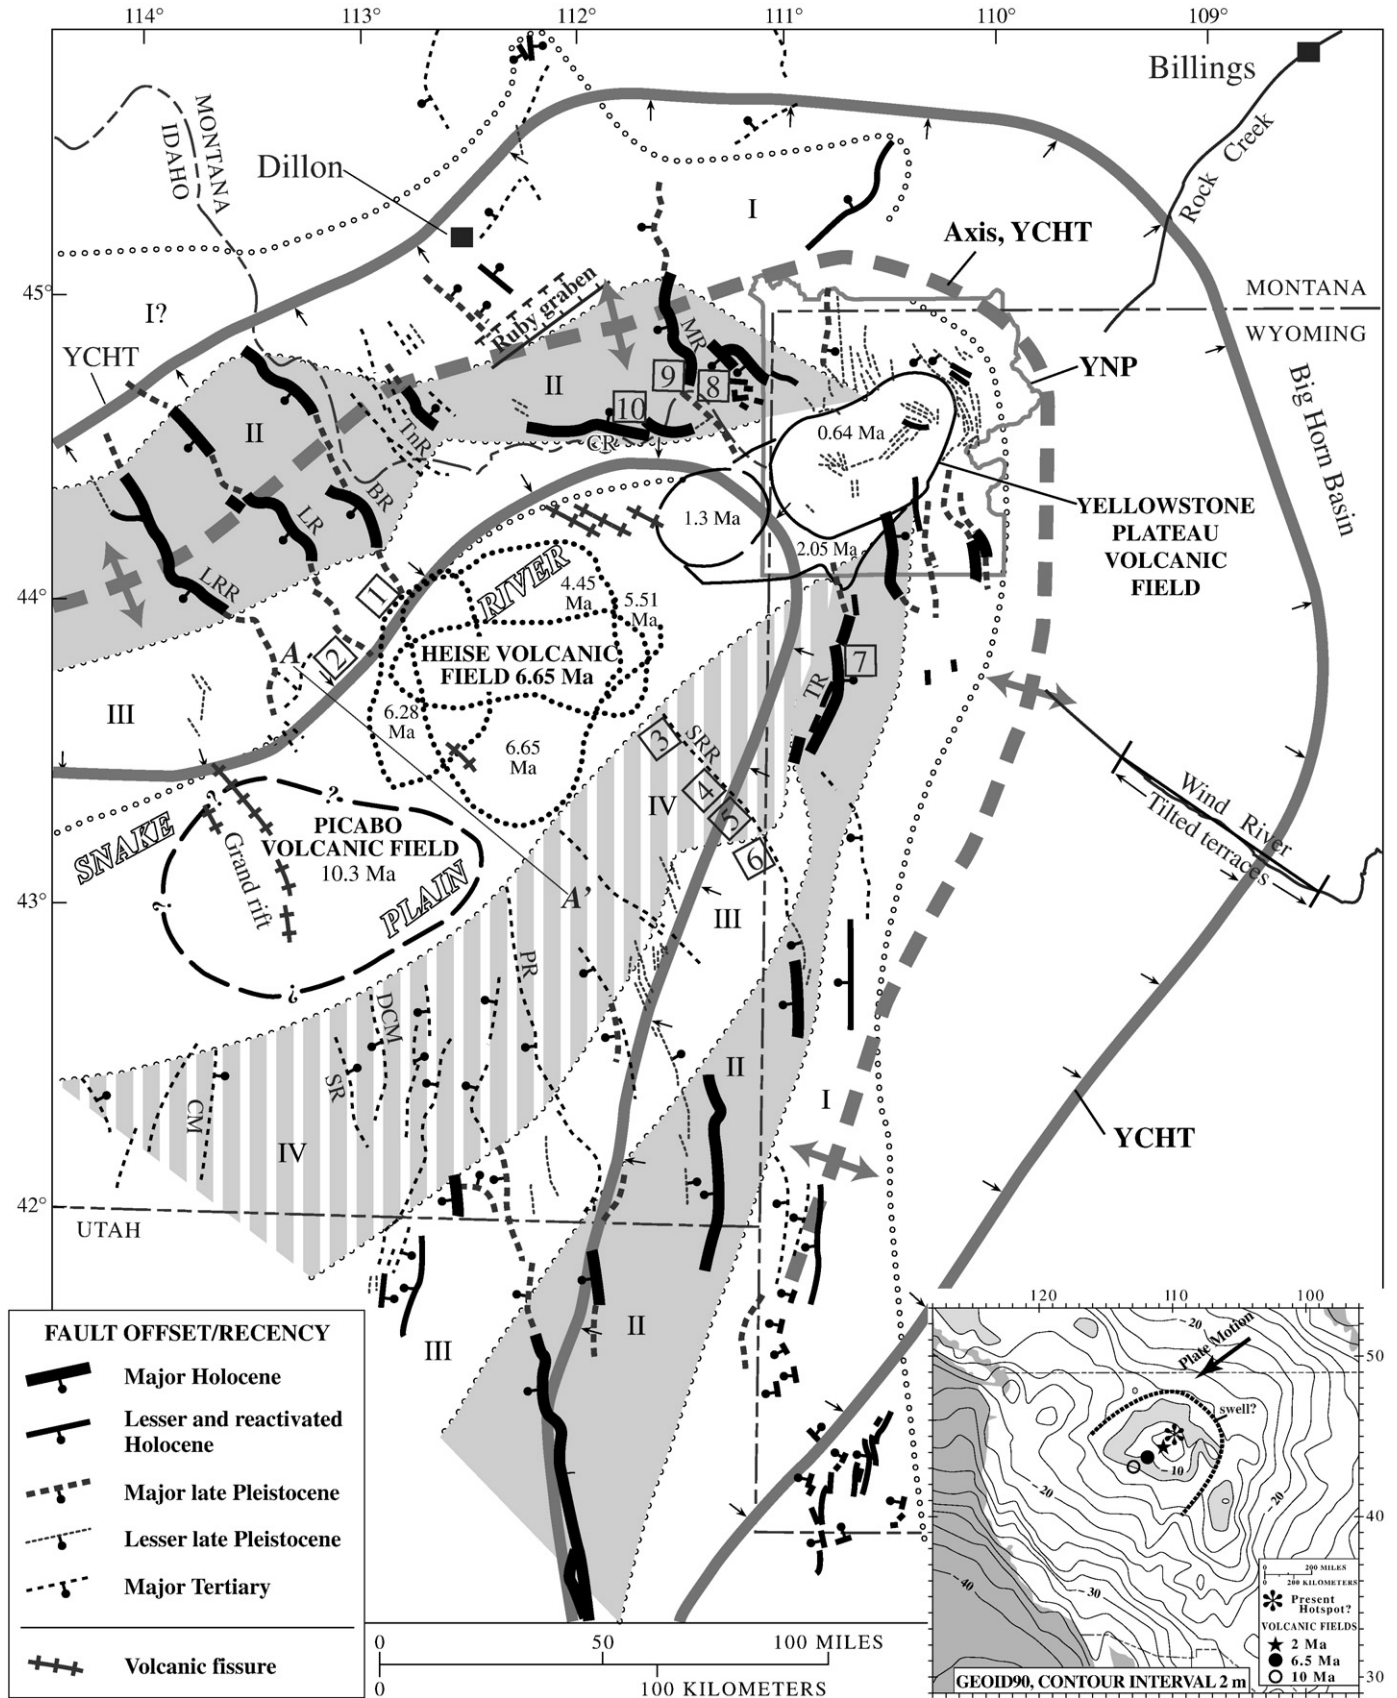 114°
113°
112°
111°
110°
109°
Billings
Rock Creek
MONTANA
IDAHO
Dillon
I
Axis, YCHT
45°
I?
Ruby graben
MONTANA
WYOMING
YCHT
MR
YNP
II
9
8
10
II
TnR
CR
0.64 Ma
Big Horn Basin
BR
LR
1.3 Ma
YELLOWSTONE
PLATEAU
VOLCANIC
FIELD
2.05 Ma
LRR
44°
1
RIVER
4.45
Ma
5.51
Ma
A
2
HEISE VOLCANIC
FIELD 6.65 Ma
7
TR
III
6.28
Ma
3
SRR
6.65
Ma
4
IV
5
6
Wind River
Tilted terraces
SNAKE
?
?
PICABO
VOLCANIC FIELD
10.3 Ma
Grand rift
PLAIN
43°
?
A'
III
?
PR
DCM
SR
CM
II
I
YCHT
IV
42°
UTAH
II
III
FAULT OFFSET/RECENCY
Major Holocene
Lesser and reactivated
Holocene
Major late Pleistocene
Lesser late Pleistocene
Major Tertiary
Volcanic fissure
0
50
100 MILES
0
100 KILOMETERS
120
110
100
20
Plate Motion
50
swell?
10
20
20
40
40
30
0 200 MILES
0 200 KILOMETERS
Present
Hotspot?
VOLCANIC FIELDS
2 Ma
6.5 Ma
10 Ma
30
GEOID90, CONTOUR INTERVAL 2 m